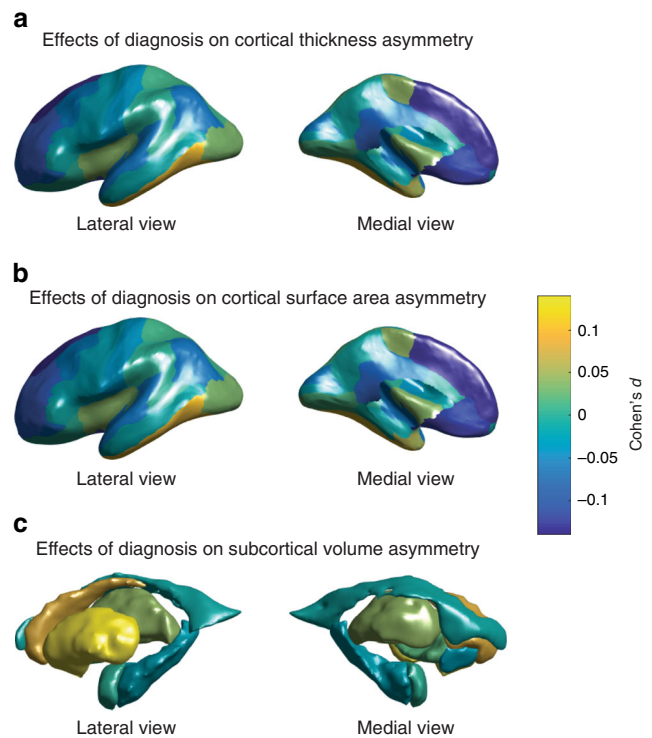 a
Effects of diagnosis on cortical thickness asymmetry
Lateral view
Medial view
b
Effects of diagnosis on cortical surface area asymmetry
Lateral view
Medial view
0.1
0.05
0
−0.05
−0.1
Cohen's d
c
Effects of diagnosis on subcortical volume asymmetry
Lateral view
Medial view